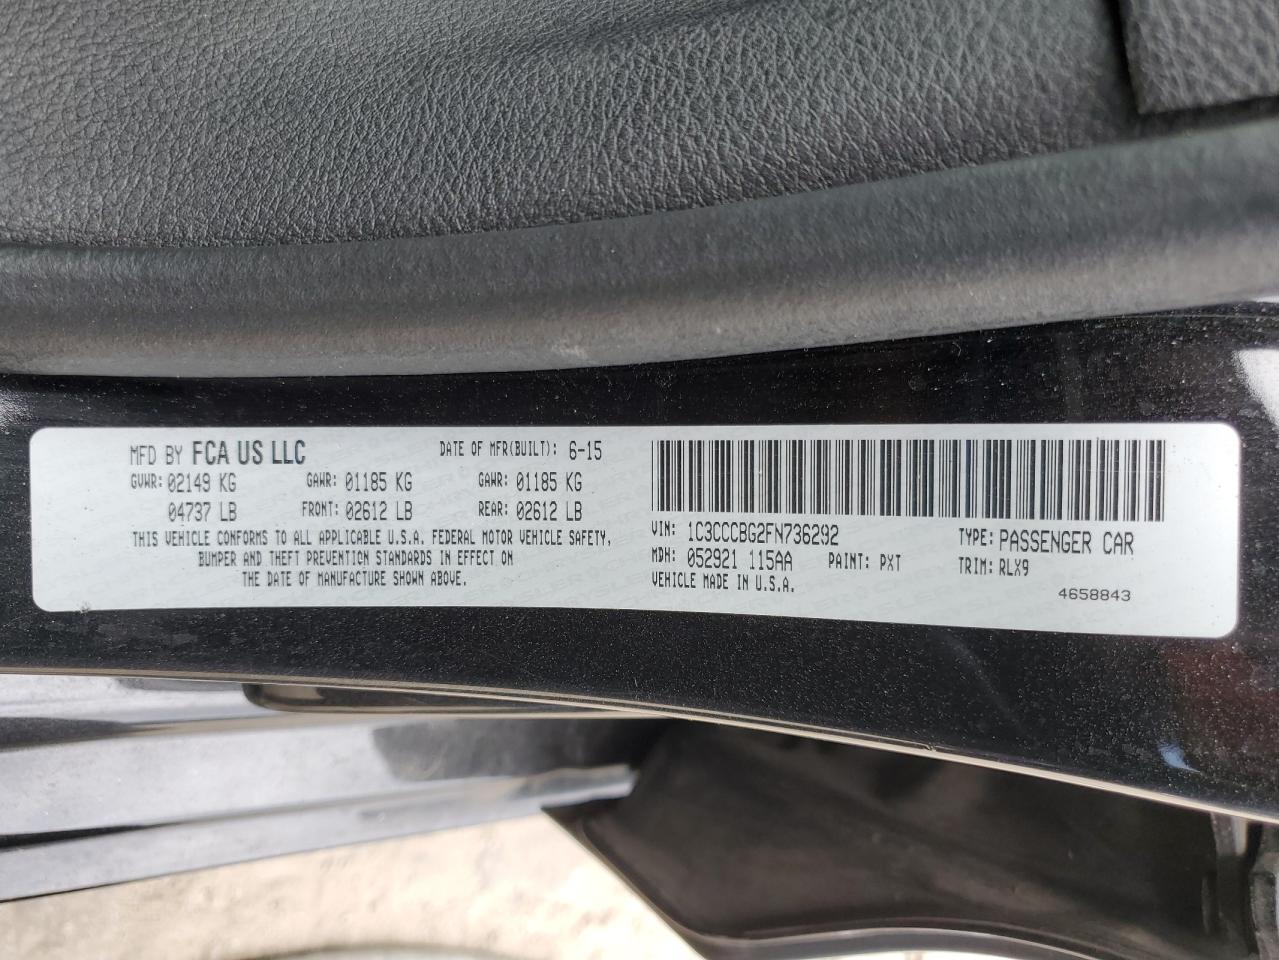 MFD BY FCA US LLC DATE OF MFR(BUILT): 6-15
GVWR: 02149 KG GAWR: 01185 KG GAWR: 01185 KG
04737 LB FRONT: 02612 LB REAR: 02612 LB
THIS VEHICLE CONFORMS TO ALL APPLICABLE U.S.A. FEDERAL MOTOR VEHICLE SAFETY,
BUMPER AND THEFT PREVENTION STANDARDS IN EFFECT ON
THE DATE OF MANUFACTURE SHOWN ABOVE.
VIN: 1C3CCCBG2FN736292 TYPE: PASSENGER CAR
MDH: 052921 115AA PAINT: PXT TRIM: RLX9
VEHICLE MADE IN U.S.A.
4658843